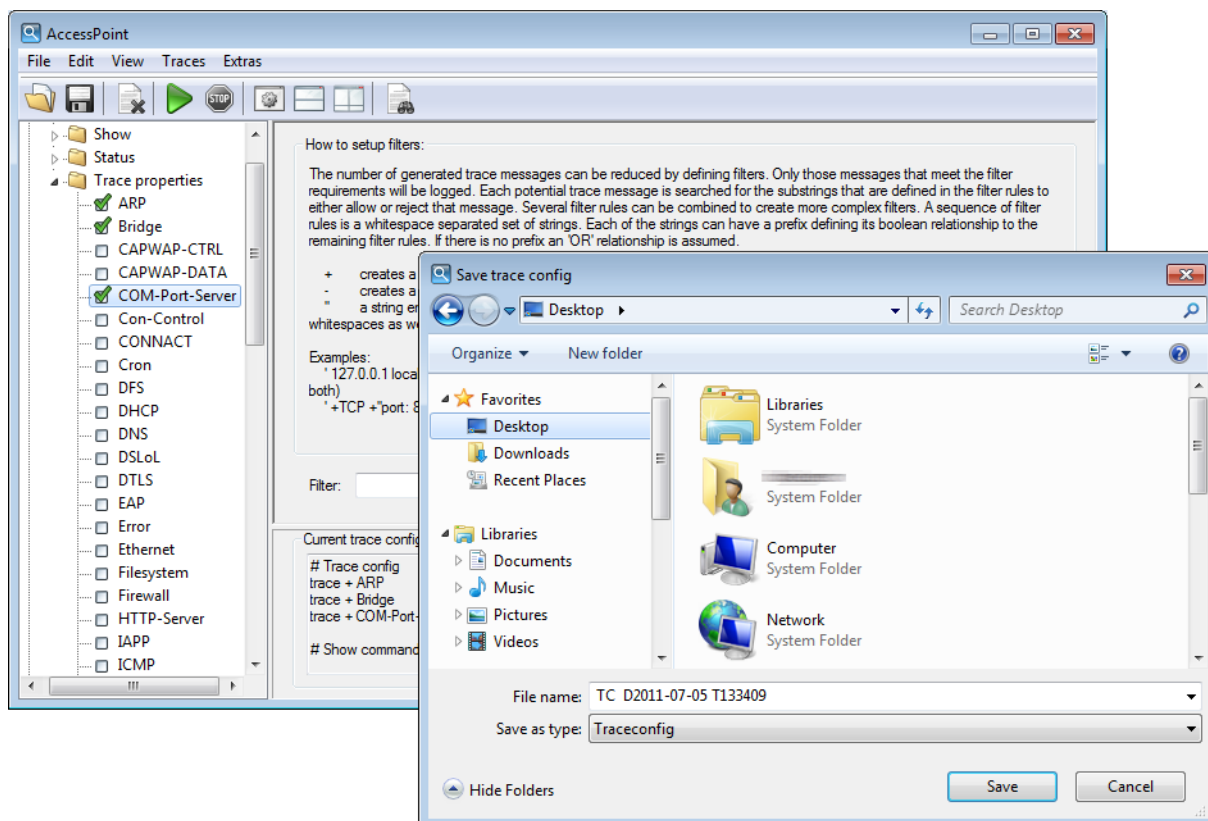 AccessPoint
File Edit View Traces Extras
STOP
Show
Status
Trace properties
ARP
Bridge
CAPWAP-CTRL
CAPWAP-DATA
COM-Port-Server
Con-Control
CONNACT
Cron
DFS
DHCP
DNS
DSLoL
DTLS
EAP
Error
Ethernet
Filesystem
Firewall
HTTP-Server
IAPP
ICMP
How to setup filters:
The number of generated trace messages can be reduced by defining filters. Only those messages that meet the filter
requirements will be logged. Each potential trace message is searched for the substrings that are defined in the filter rules to
either allow or reject that message. Several filter rules can be combined to create more complex filters. A sequence of filter
rules is a whitespace separated set of strings. Each of the strings can have a prefix defining its boolean relationship to the
remaining filter rules. If there is no prefix an 'OR' relationship is assumed.
+ creates a
- creates a
" a string en
whitespaces as we
Examples:
' 127.0.0.1 loca
both)
' +TCP +"port: 8
Filter:
Current trace config
# Trace config
trace + ARP
trace + Bridge
trace + COM-Port-
# Show command
Save trace config
Desktop
Search Desktop
Organize New folder
Favorites
Desktop
Downloads
Recent Places
Libraries
Documents
Music
Pictures
Videos
Libraries
System Folder
System Folder
Computer
System Folder
Network
System Folder
File name: TC D2011-07-05 T133409
Save as type: Traceconfig
Hide Folders
Save
Cancel